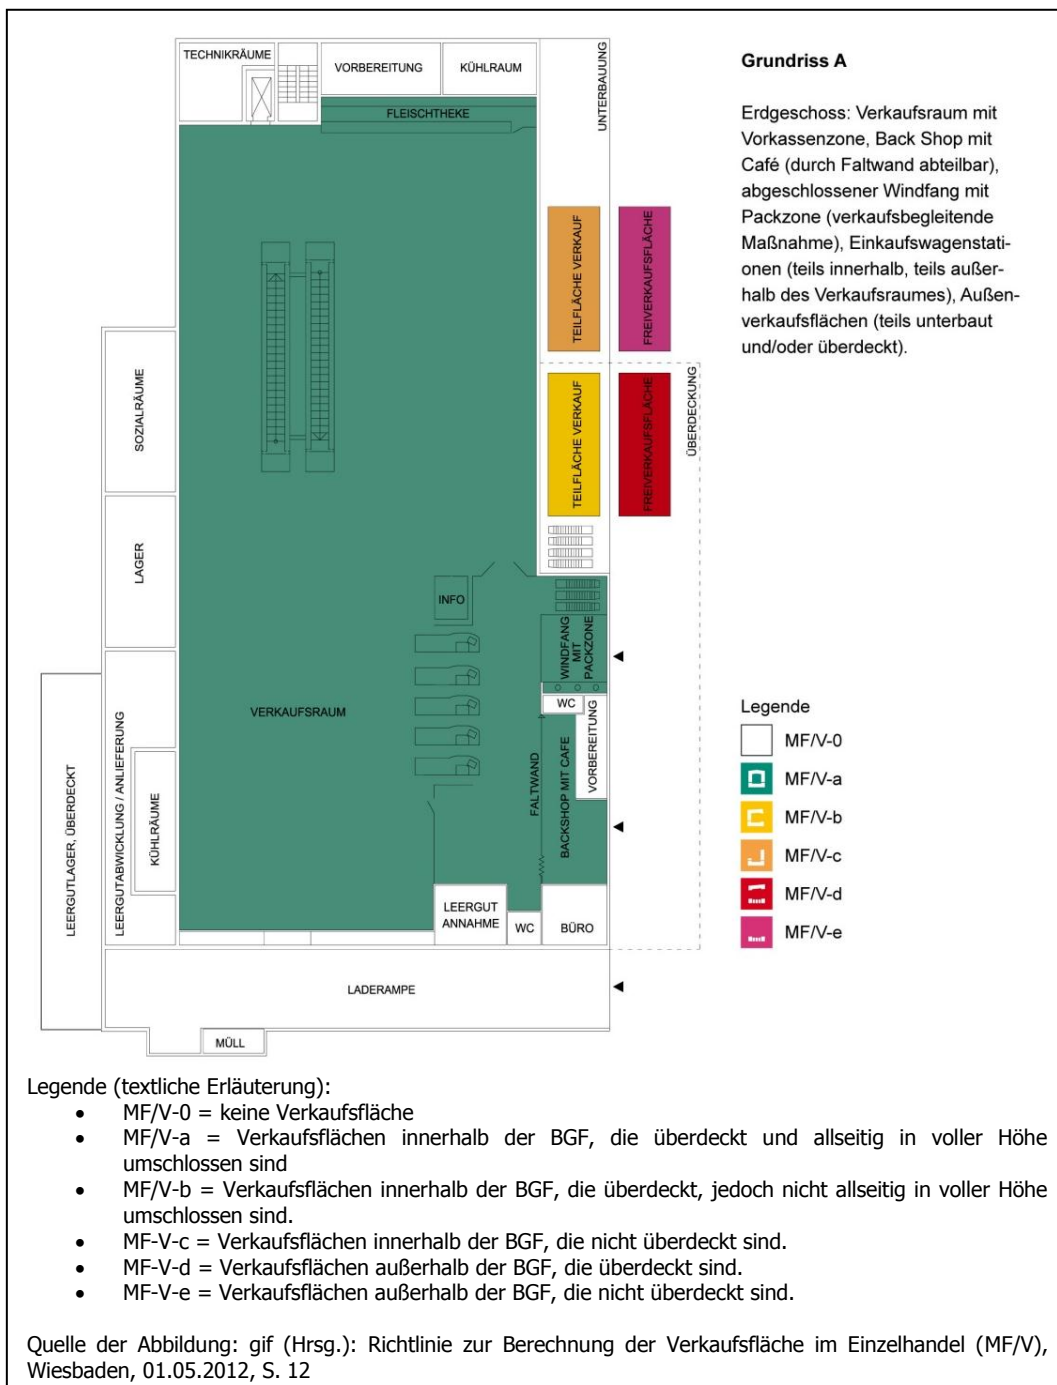 TECHNIKRÄUME
VORBEREITUNG
KÜHLRAUM
UNTERBAUUNG
FLEISCHTHEKE
Grundriss A
Erdgeschoss: Verkaufsraum mit
Vorkassenzone, Back Shop mit
Café (durch Faltwand abteilbar),
abgeschlossener Windfang mit
Packzone (verkaufsbegleitende
Maßnahme), Einkaufswagenstati-
onen (teils innerhalb, teils außer-
halb des Verkaufsraumes), Außen-
verkaufsflächen (teils unterbaut
und/oder überdeckt).
TEILFLÄCHE VERKAUF
FREIVERKAUFSFLÄCHE
TEILFLÄCHE VERKAUF
FREIVERKAUFSFLÄCHE
ÜBERDECKUNG
SOZIALRÄUME
LAGER
INFO
WINDFANG
MIT
PACKZONE
VERKAUFSRAUM
WC
VORBEREITUNG
FALTWAND
BACKSHOP MIT CAFE
LEERGUTLAGER, ÜBERDECKT
LEERGUTABWICKLUNG / ANLIEFERUNG
KÜHLRÄUME
LEERGUT
ANNAHME
WC
BÜRO
LADERAMPE
MÜLL
Legende
MF/V-0
MF/V-a
MF/V-b
MF/V-c
MF/V-d
MF/V-e
Legende (textliche Erläuterung):
• MF/V-0 = keine Verkaufsfläche
• MF/V-a = Verkaufsflächen innerhalb der BGF, die überdeckt und allseitig in voller Höhe
umschlossen sind
• MF/V-b = Verkaufsflächen innerhalb der BGF, die überdeckt, jedoch nicht allseitig in voller Höhe
umschlossen sind.
• MF-V-c = Verkaufsflächen innerhalb der BGF, die nicht überdeckt sind.
• MF-V-d = Verkaufsflächen außerhalb der BGF, die überdeckt sind.
• MF-V-e = Verkaufsflächen außerhalb der BGF, die nicht überdeckt sind.
Quelle der Abbildung: gif (Hrsg.): Richtlinie zur Berechnung der Verkaufsfläche im Einzelhandel (MF/V),
Wiesbaden, 01.05.2012, S. 12